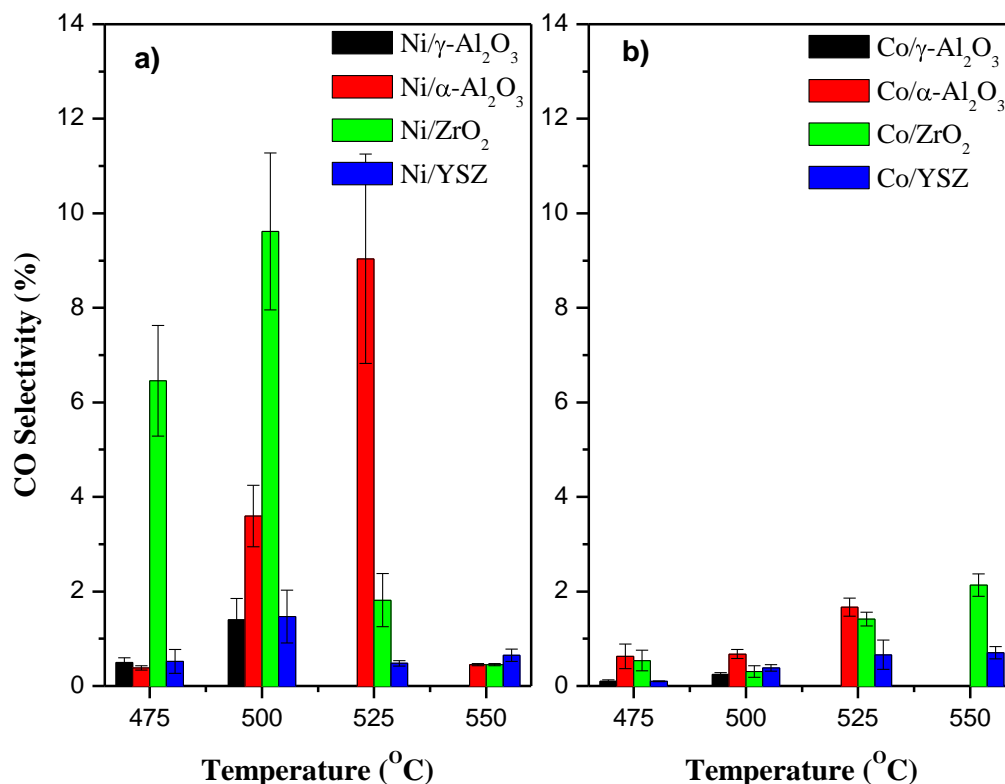 a)
Ni/γ-Al₂O₃
Ni/α-Al₂O₃
Ni/ZrO₂
Ni/YSZ
14
12
10
8
6
4
2
0
475
500
525
550
CO Selectivity (%)
Temperature (ᴼC)
b)
Co/γ-Al₂O₃
Co/α-Al₂O₃
Co/ZrO₂
Co/YSZ
14
12
10
8
6
4
2
0
475
500
525
550
Temperature (ᴼC)